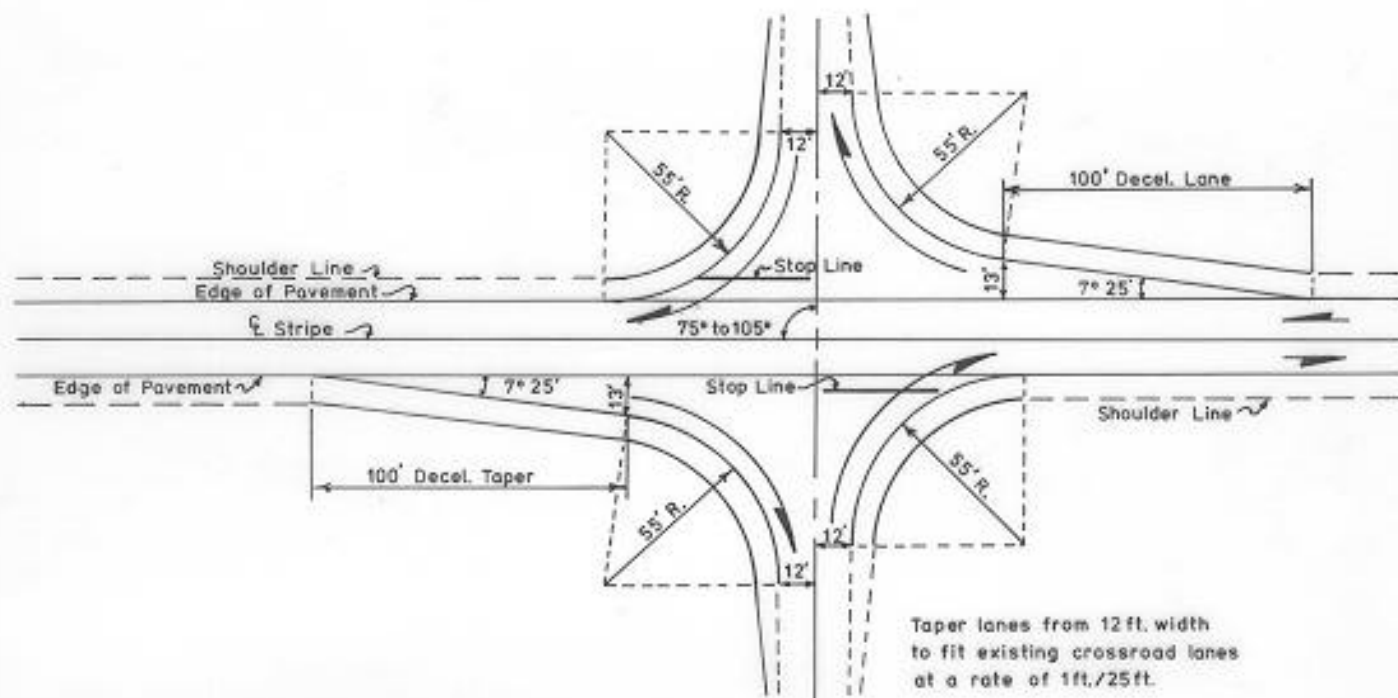 12'
12'
55' R.
55' R.
100' Decel. Lane
Shoulder Line
Stop Line
Edge of Pavement
13'
7° 25'
℄ Stripe
75° to 105°
Edge of Pavement
7° 25'
13'
Stop Line
Shoulder Line
100' Decel. Taper
55' R.
55' R.
12'
12'
Taper lanes from 12 ft. width
to fit existing crossroad lanes
at a rate of 1 ft./25 ft.